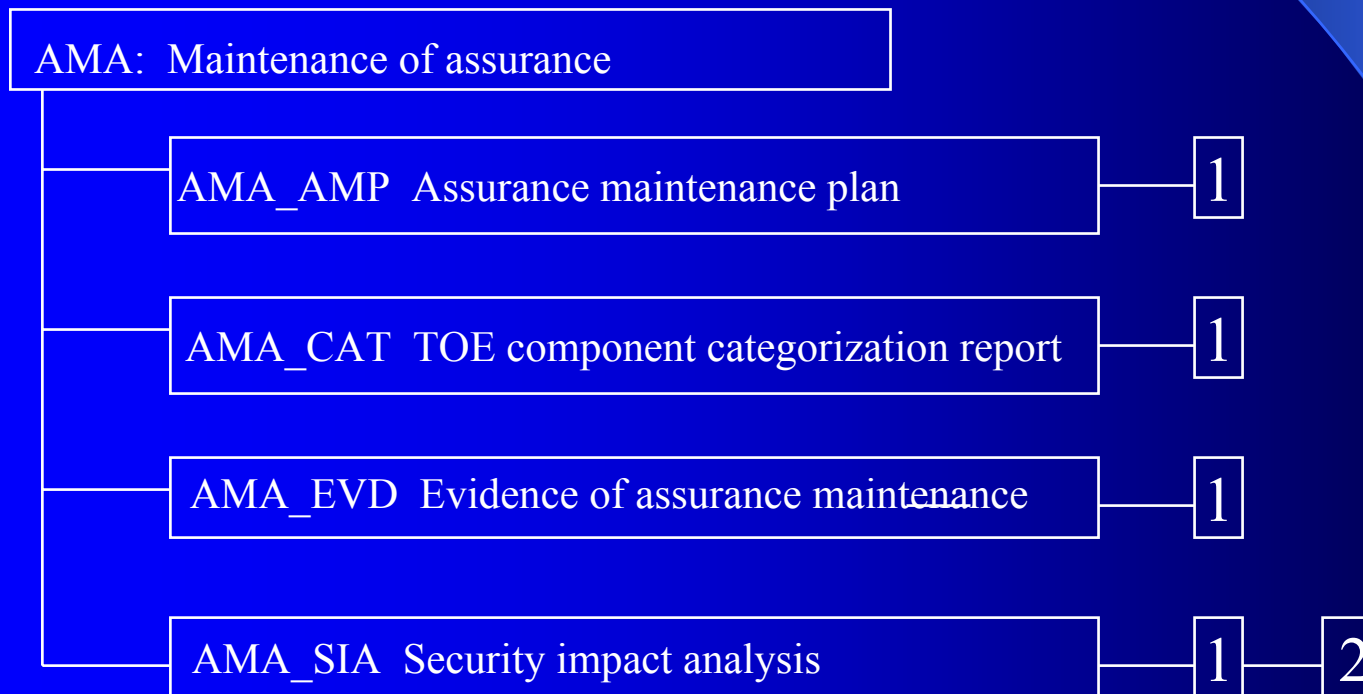 AMA: Maintenance of assurance
AMA_AMP Assurance maintenance plan 1
AMA_CAT TOE component categorization report 1
AMA_EVD Evidence of assurance maintenance 1
AMA_SIA Security impact analysis 1 2